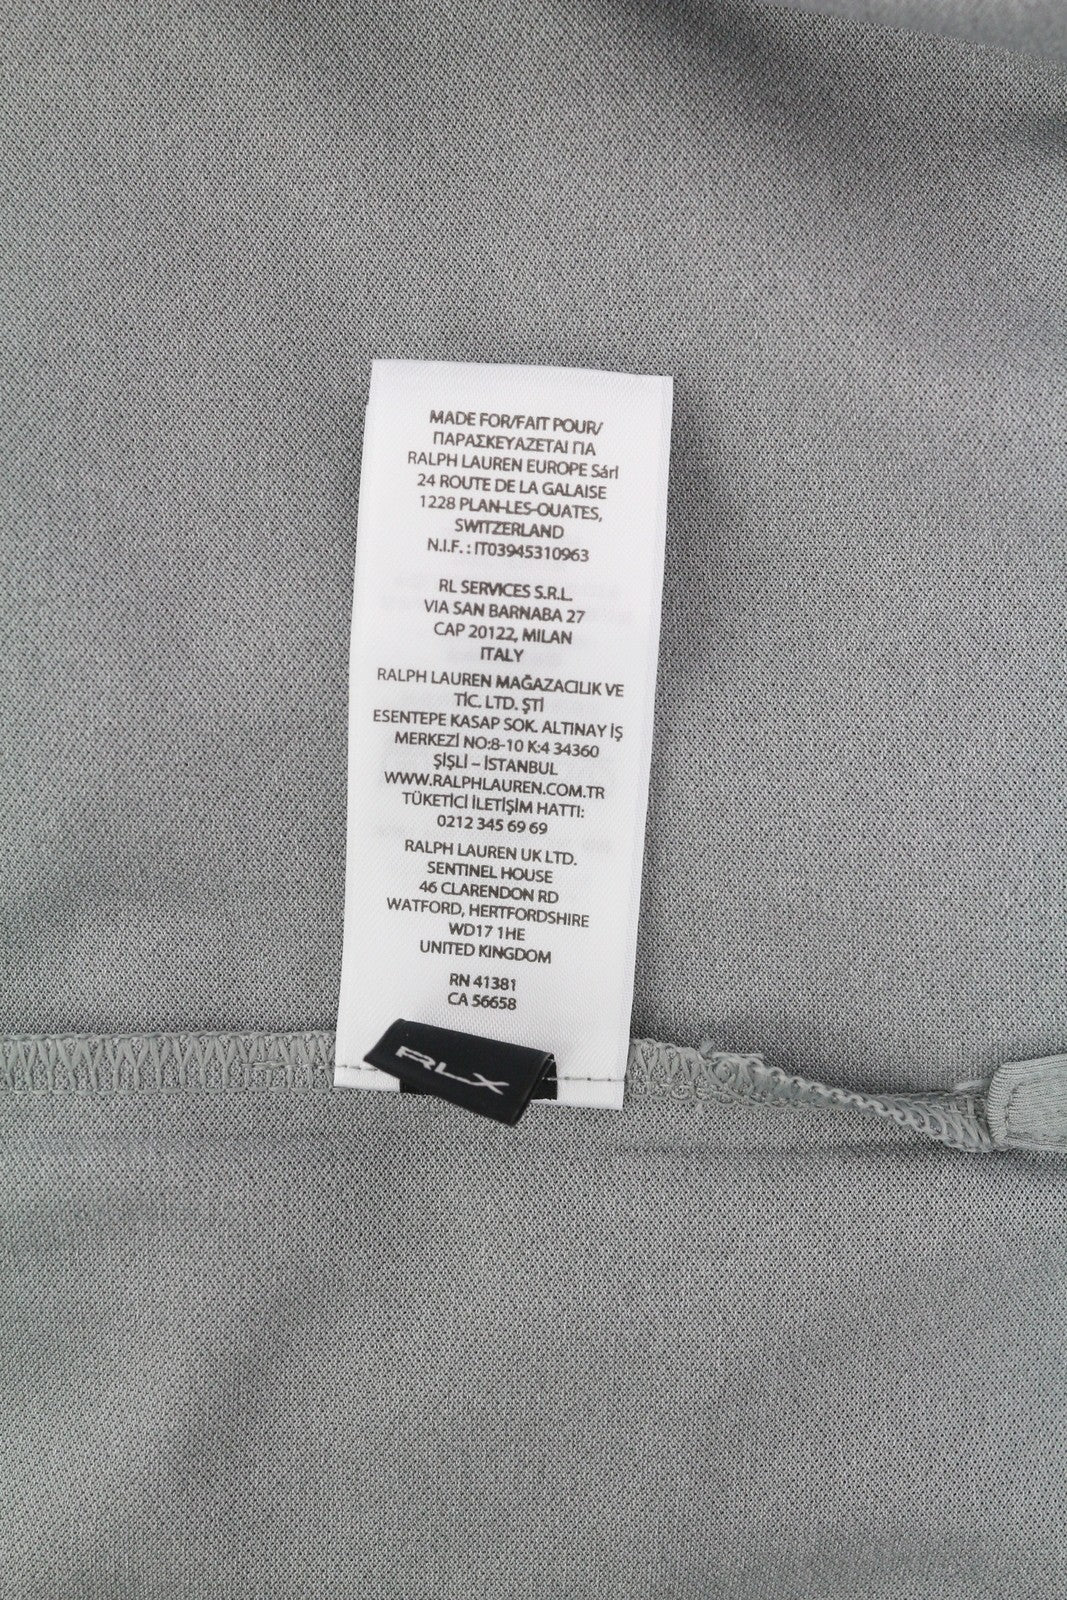 MADE FOR/FAIT POUR/
ΠΑΡΑΣΚΕΥΑΖΕΤΑΙ ΓΙΑ
RALPH LAUREN EUROPE Sárl
24 ROUTE DE LA GALAISE
1228 PLAN-LES-OUATES,
SWITZERLAND
N.I.F. : IT03945310963
RL SERVICES S.R.L.
VIA SAN BARNABA 27
CAP 20122, MILAN
ITALY
RALPH LAUREN MAĞAZACILIK VE
TİC. LTD. ŞTİ
ESENTEPE KASAP SOK. ALTINAY İŞ
MERKEZİ NO:8-10 K:4 34360
ŞİŞLİ – İSTANBUL
WWW.RALPHLAUREN.COM.TR
TÜKETİCİ İLETİŞİM HATTI:
0212 345 69 69
RALPH LAUREN UK LTD.
SENTINEL HOUSE
46 CLARENDON RD
WATFORD, HERTFORDSHIRE
WD17 1HE
UNITED KINGDOM
RN 41381
CA 56658
RLX